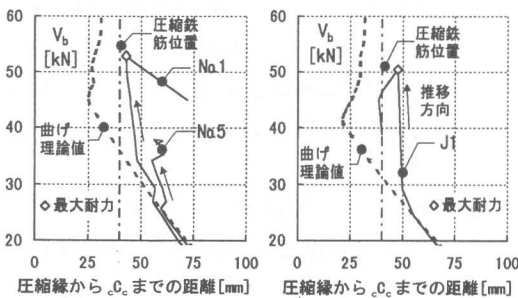 60
V_b
[kN]
圧縮鉄
筋位置
50
No.1
40
曲げ
理論値
No.5
30
◇最大耐力
20
0 25 50 75 100
圧縮縁から cCc までの距離[mm]
60
V_b
[kN]
圧縮鉄
筋位置
50
推移
方向
40
曲げ
理論値
J1
30
◇最大耐力
20
0 25 50 75 100
圧縮縁から cCc までの距離[mm]